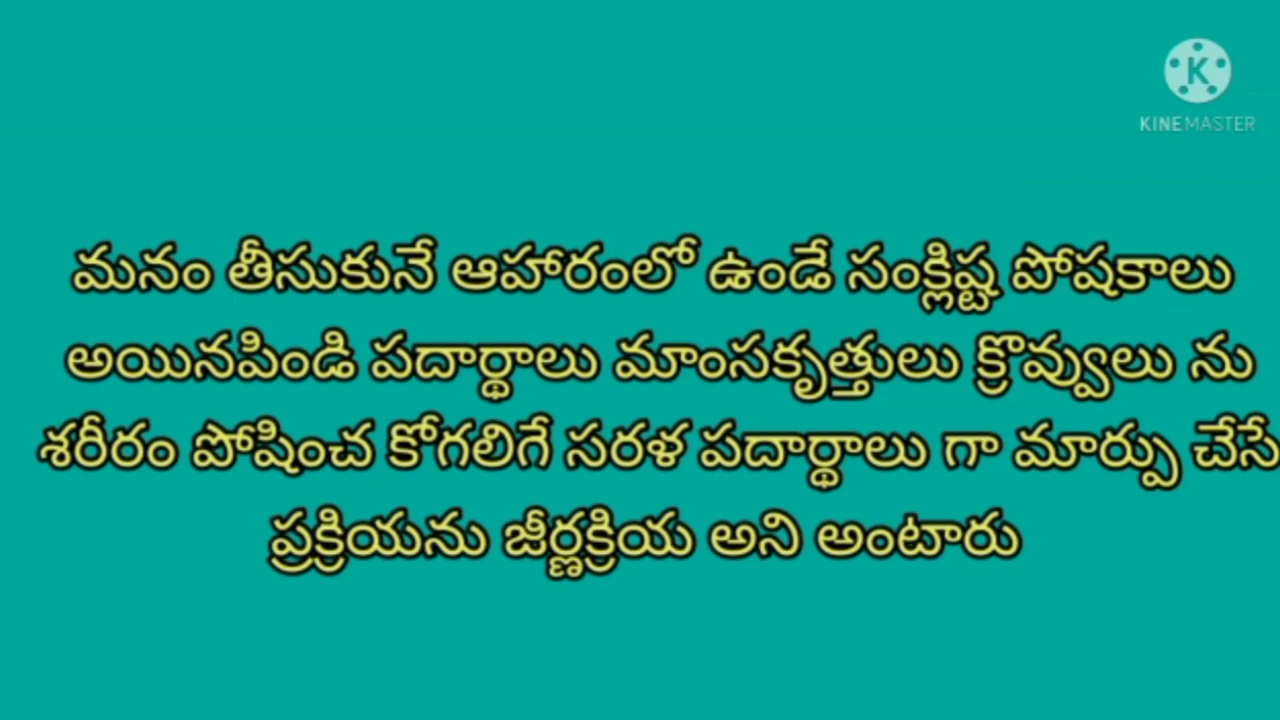 K
KINEMASTER
మనం తీసుకునే ఆహారంలో ఉండే సంక్లిష్ట పోషకాలు
అయినపిండి పదార్థాలు మాంసకృత్తులు క్రొవ్వులు ను
శరీరం పోషించ కోగలిగే సరళ పదార్థాలు గా మార్పు చేసే
ప్రక్రియను జీర్ణక్రియ అని అంటారు